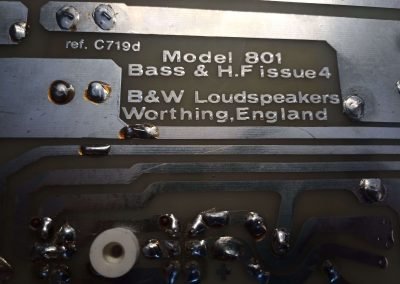 ref. C719d
Model 801
Bass & H.F issue4
B&W Loudspeakers
Worthing,England